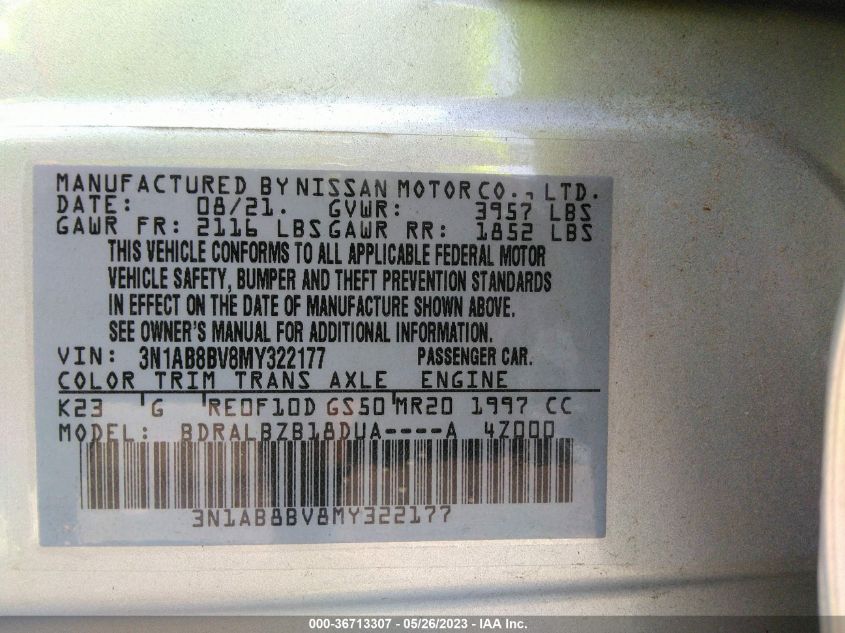 MANUFACTURED BY NISSAN MOTOR CO., LTD.
DATE: 08/21. GVWR: 3957 LBS
GAWR FR: 2116 LBS GAWR RR: 1852 LBS
THIS VEHICLE CONFORMS TO ALL APPLICABLE FEDERAL MOTOR
VEHICLE SAFETY, BUMPER AND THEFT PREVENTION STANDARDS
IN EFFECT ON THE DATE OF MANUFACTURE SHOWN ABOVE.
SEE OWNER'S MANUAL FOR ADDITIONAL INFORMATION.
VIN: 3N1AB8BV8MY322177 PASSENGER CAR.
COLOR TRIM TRANS AXLE ENGINE
K23 G RE0F10D GS50 MR20 1997 CC
MODEL: BDRALBZB18DUA----A 4Z000
3N1AB8BV8MY322177
000-36713307 - 05/26/2023 - IAA Inc.